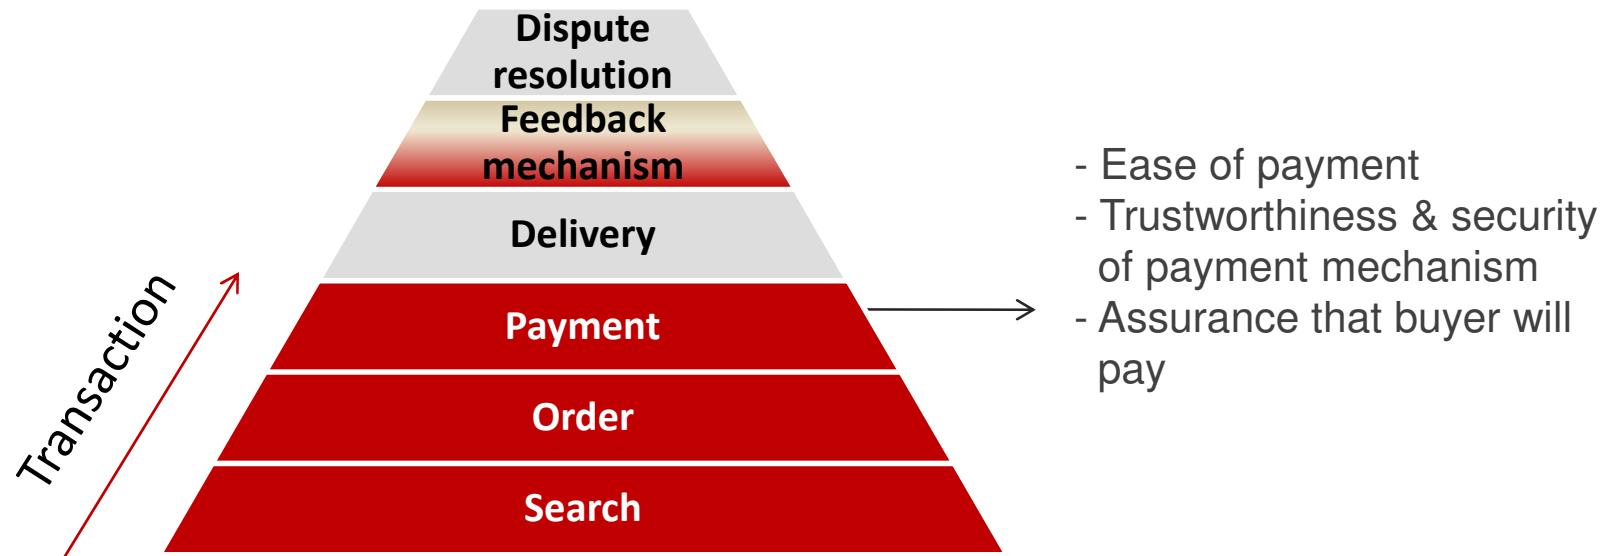 Dispute
resolution
Feedback
mechanism
Delivery
Payment
Order
Search
Transaction
- Ease of payment
- Trustworthiness & security
of payment mechanism
- Assurance that buyer will
pay